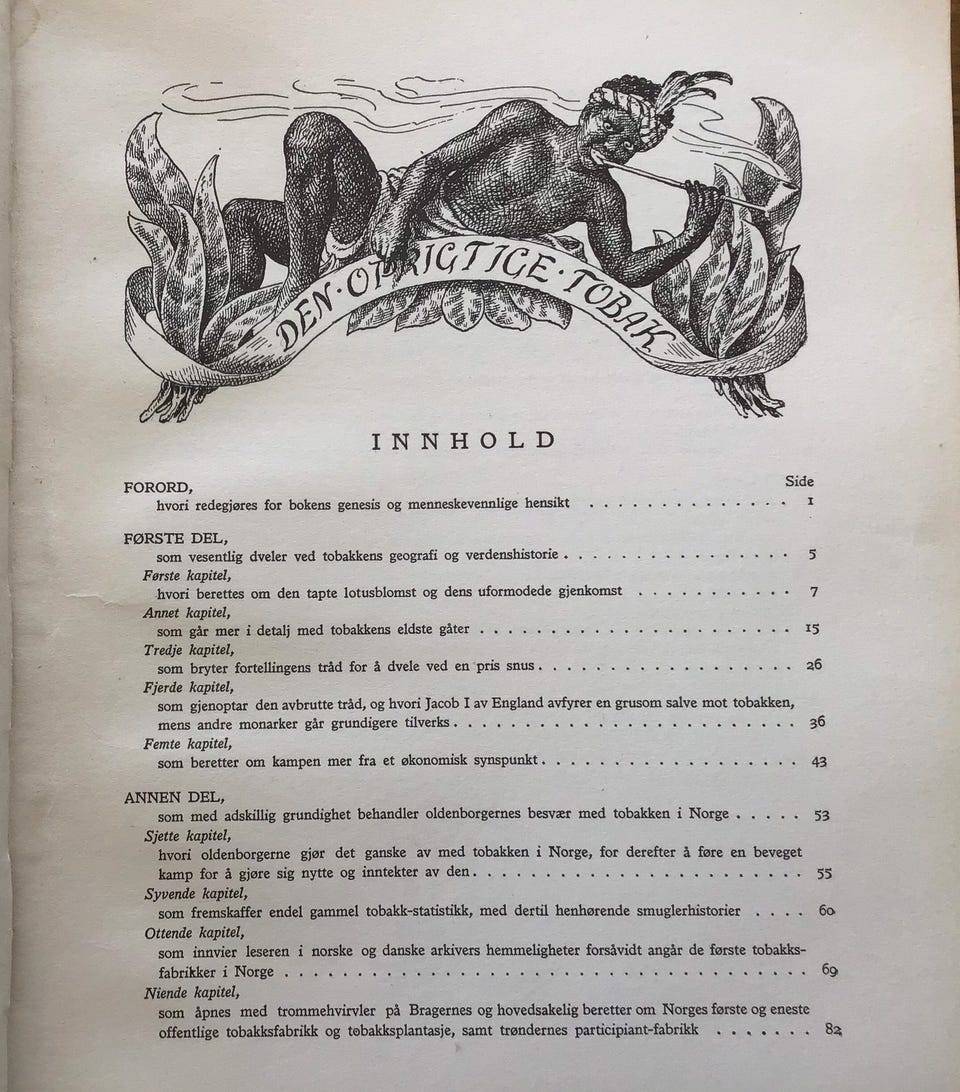 DEN · OPRIGTIGE · TOBAK
INNHOLD
Side
FORORD,
hvori redegjøres for bokens genesis og menneskevennlige hensikt . . . . . . . . . . . . . . 1
FØRSTE DEL,
som vesentlig dveler ved tobakkens geografi og verdenshistorie . . . . . . . . . . . . . . . . 5
Første kapitel,
hvori berettes om den tapte lotusblomst og dens uformodede gjenkomst . . . . . . . . . . . 7
Annet kapitel,
som går mer i detalj med tobakkens eldste gåter . . . . . . . . . . . . . . . . . . . . . . 15
Tredje kapitel,
som bryter fortellingens tråd for å dvele ved en pris snus . . . . . . . . . . . . . . . . . . 26
Fjerde kapitel,
som gjenoptar den avbrutte tråd, og hvori Jacob I av England avfyrer en grusom salve mot tobakken,
mens andre monarker går grundigere tilverks . . . . . . . . . . . . . . . . . . . . . . . . 36
Femte kapitel,
som beretter om kampen mer fra et økonomisk synspunkt . . . . . . . . . . . . . . . . . . 43
ANNEN DEL,
som med adskillig grundighet behandler oldenborgernes besvær med tobakken i Norge . . . . . 53
Sjette kapitel,
hvori oldenborgerne gjør det ganske av med tobakken i Norge, for derefter å føre en beveget
kamp for å gjøre sig nytte og inntekter av den . . . . . . . . . . . . . . . . . . . . . . . 55
Syvende kapitel,
som fremskaffer endel gammel tobakk-statistikk, med dertil henhørende smuglerhistorier . . . . 60
Ottende kapitel,
som innvier leseren i norske og danske arkivers hemmeligheter forsåvidt angår de første tobakks-
fabrikker i Norge . . . . . . . . . . . . . . . . . . . . . . . . . . . . . . . . . . . . 69
Niende kapitel,
som åpnes med trommehvirvler på Bragernes og hovedsakelig beretter om Norges første og eneste
offentlige tobakksfabrikk og tobakksplantasje, samt trøndernes participiant-fabrikk . . . . . . . 82